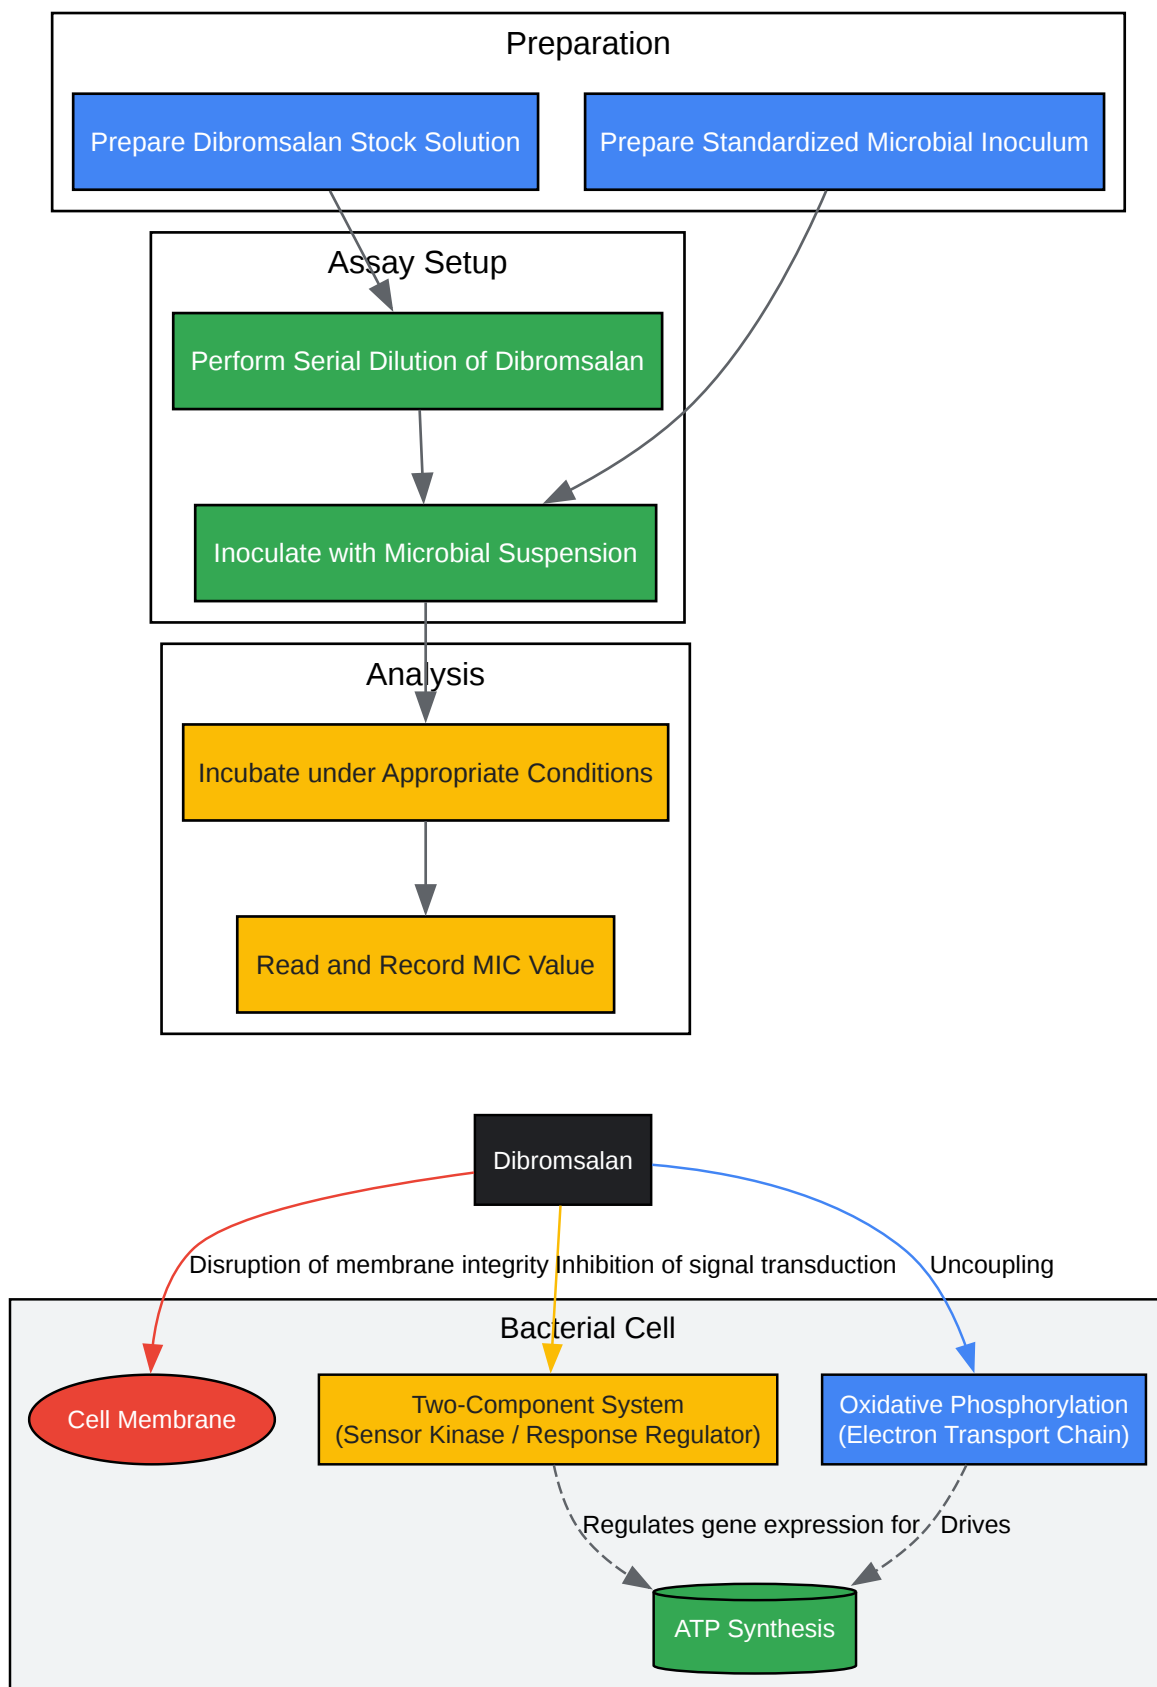 Preparation
Prepare Dibromsalan Stock Solution
Prepare Standardized Microbial Inoculum
Assay Setup
Perform Serial Dilution of Dibromsalan
Inoculate with Microbial Suspension
Analysis
Incubate under Appropriate Conditions
Read and Record MIC Value
Dibromsalan
Disruption of membrane integrity
Inhibition of signal transduction
Uncoupling
Bacterial Cell
Cell Membrane
Two-Component System
(Sensor Kinase / Response Regulator)
Oxidative Phosphorylation
(Electron Transport Chain)
Regulates gene expression for
Drives
ATP Synthesis